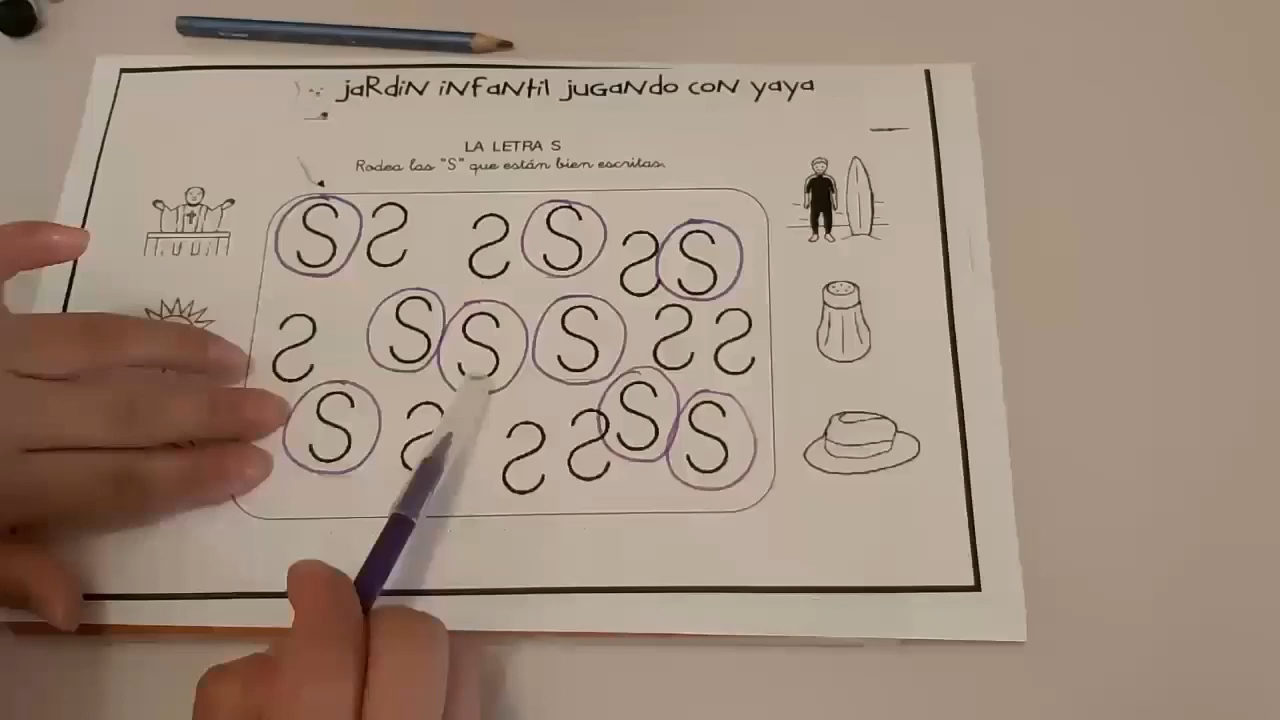 jaRdiN iNfaNtil jugando coN yaya
LA LETRA S
Rodea las "S" que están bien escritas.
S S S S S S
S S S S S S
S S S S S S